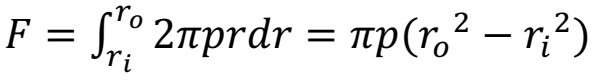 F = ∫_{r_i}^{r_o} 2πprdr = πp(r_o² − r_i²)